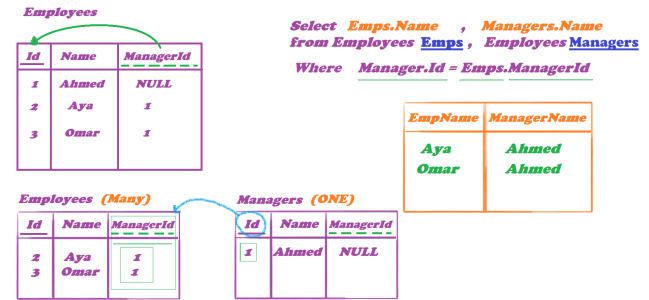 Employees
Id Name ManagerId
1 Ahmed NULL
2 Aya 1
3 Omar 1
Select Emps.Name , Managers.Name
from Employees Emps , Employees Managers
Where Manager.Id = Emps.ManagerId
EmpName ManagerName
Aya Ahmed
Omar Ahmed
Employees (Many)
Id Name ManagerId
2 Aya 1
3 Omar 1
Managers (ONE)
Id Name ManagerId
1 Ahmed NULL